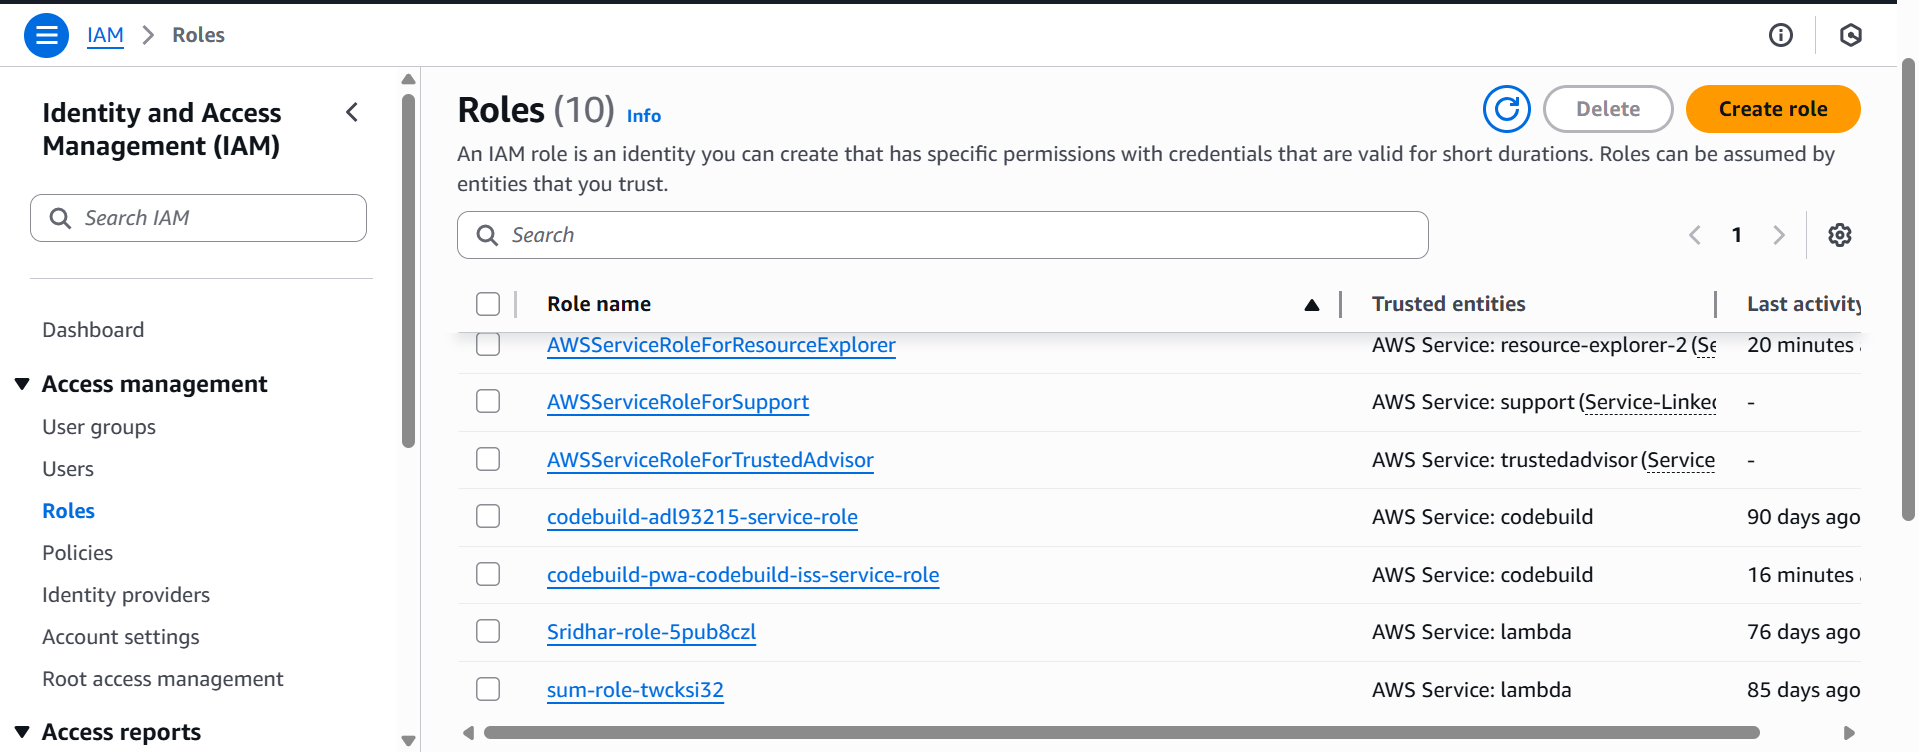 IAM > Roles
Identity and Access
Management (IAM)
Search IAM
Dashboard
Access management
User groups
Users
Roles
Policies
Identity providers
Account settings
Root access management
Access reports
Roles (10) Info
Delete
Create role
An IAM role is an identity you can create that has specific permissions with credentials that are valid for short durations. Roles can be assumed by
entities that you trust.
Search
1
Role name Trusted entities Last activity
AWSServiceRoleForResourceExplorer AWS Service: resource-explorer-2 (Se 20 minutes
AWSServiceRoleForSupport AWS Service: support (Service-Linked -
AWSServiceRoleForTrustedAdvisor AWS Service: trustedadvisor (Service -
codebuild-adl93215-service-role AWS Service: codebuild 90 days ago
codebuild-pwa-codebuild-iss-service-role AWS Service: codebuild 16 minutes
Sridhar-role-5pub8czl AWS Service: lambda 76 days ago
sum-role-twcksi32 AWS Service: lambda 85 days ago